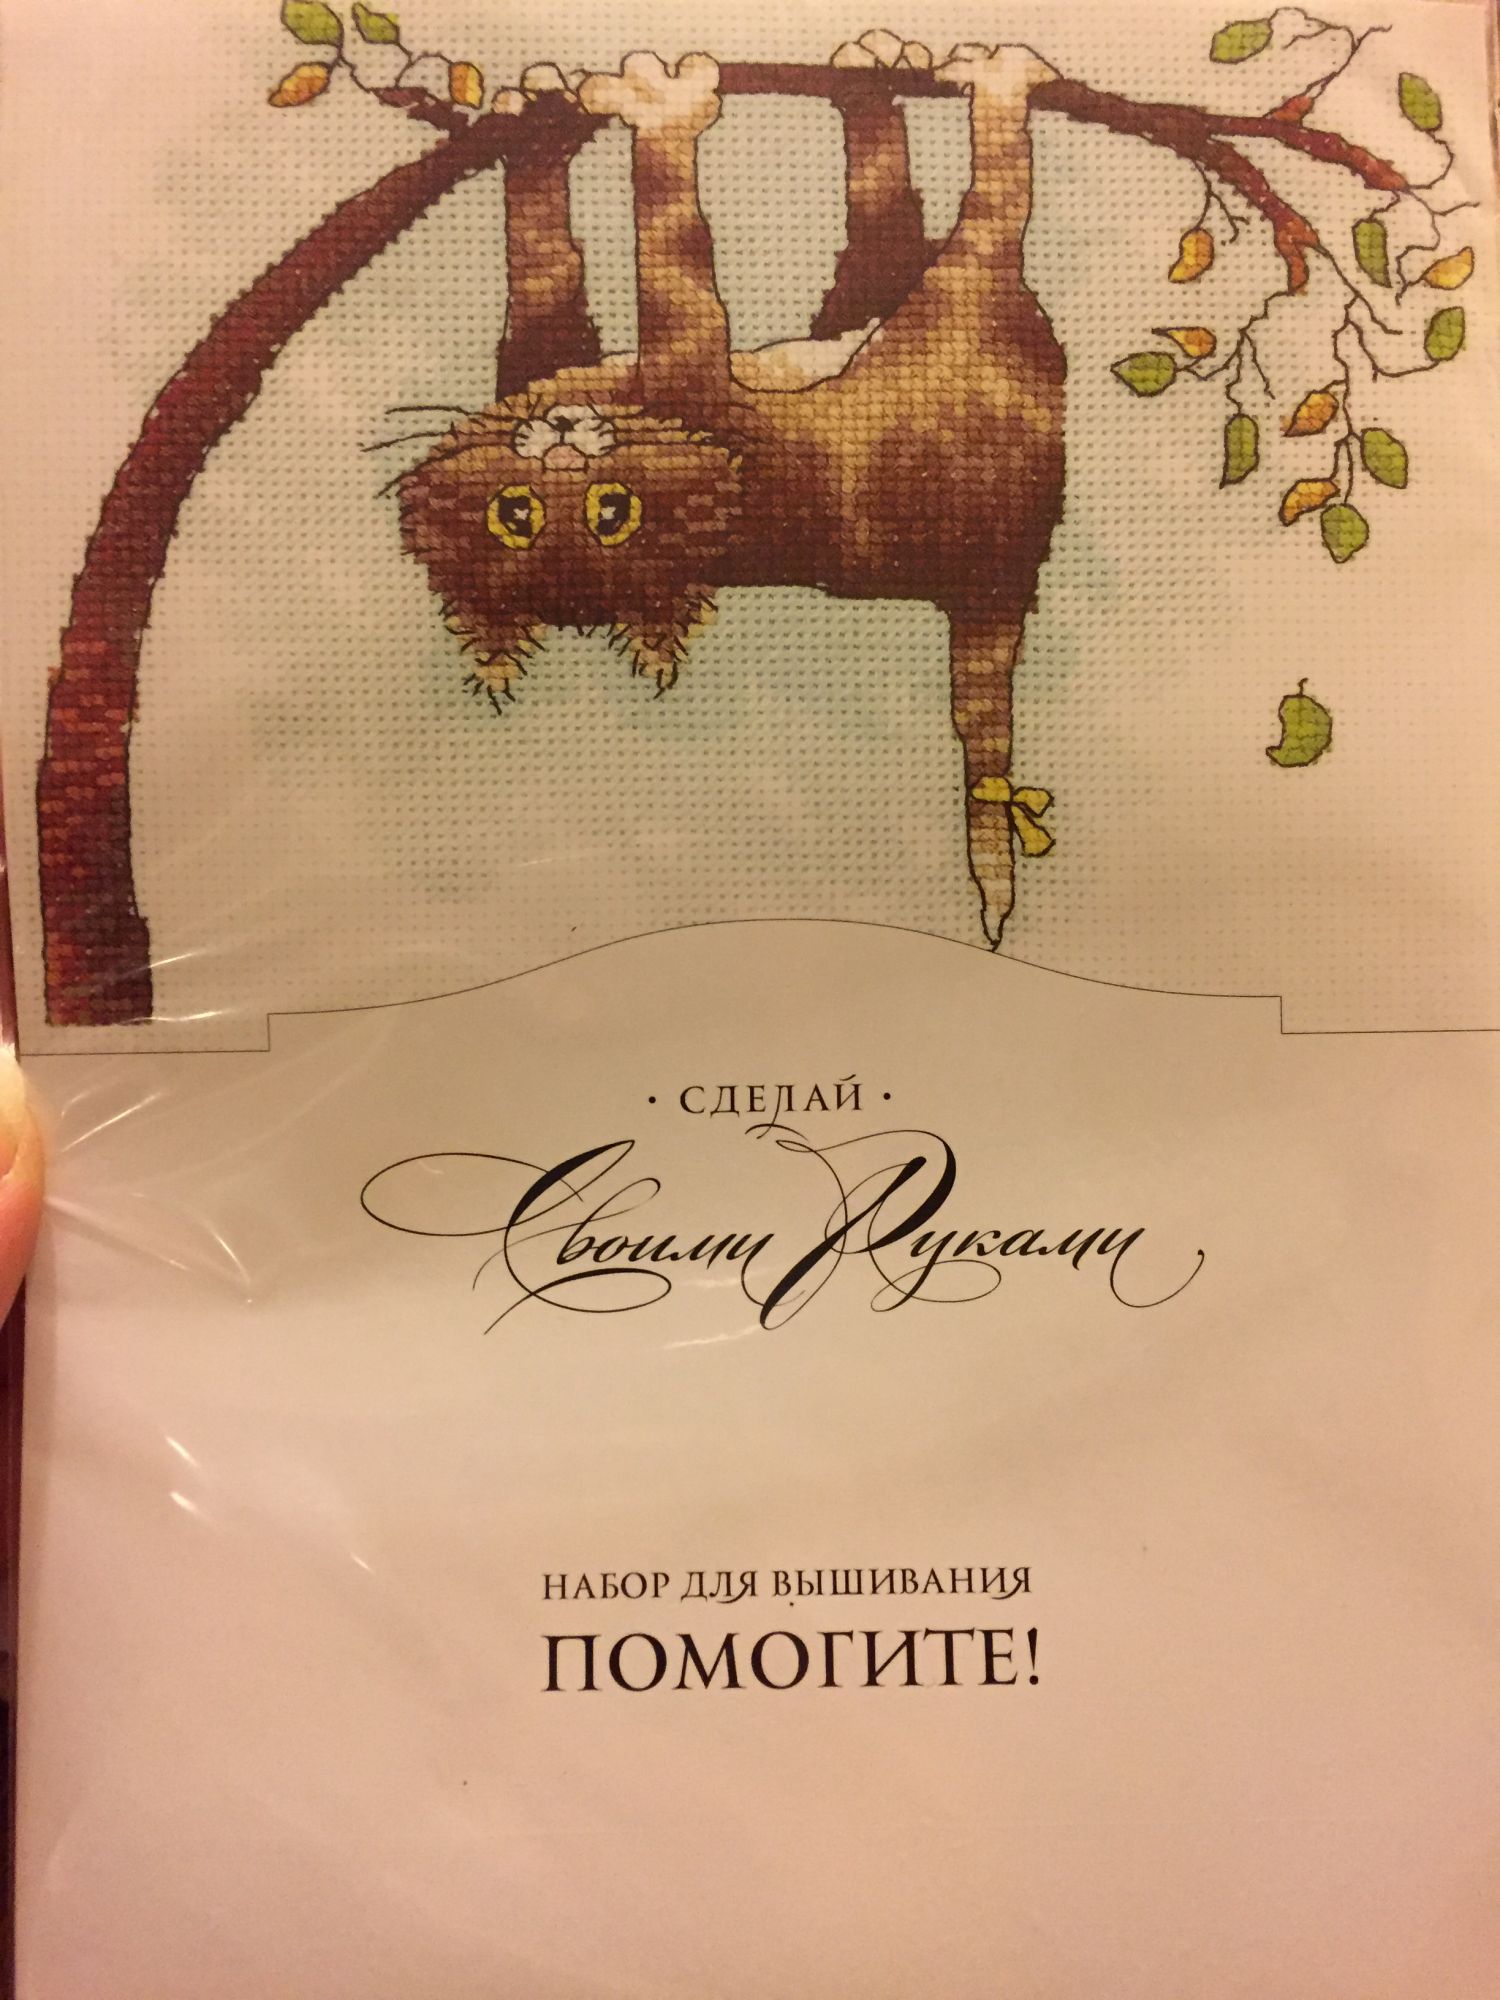 · СДЕЛАЙ ·
Своими Руками
НАБОР ДЛЯ ВЫШИВАНИЯ
ПОМОГИТЕ!